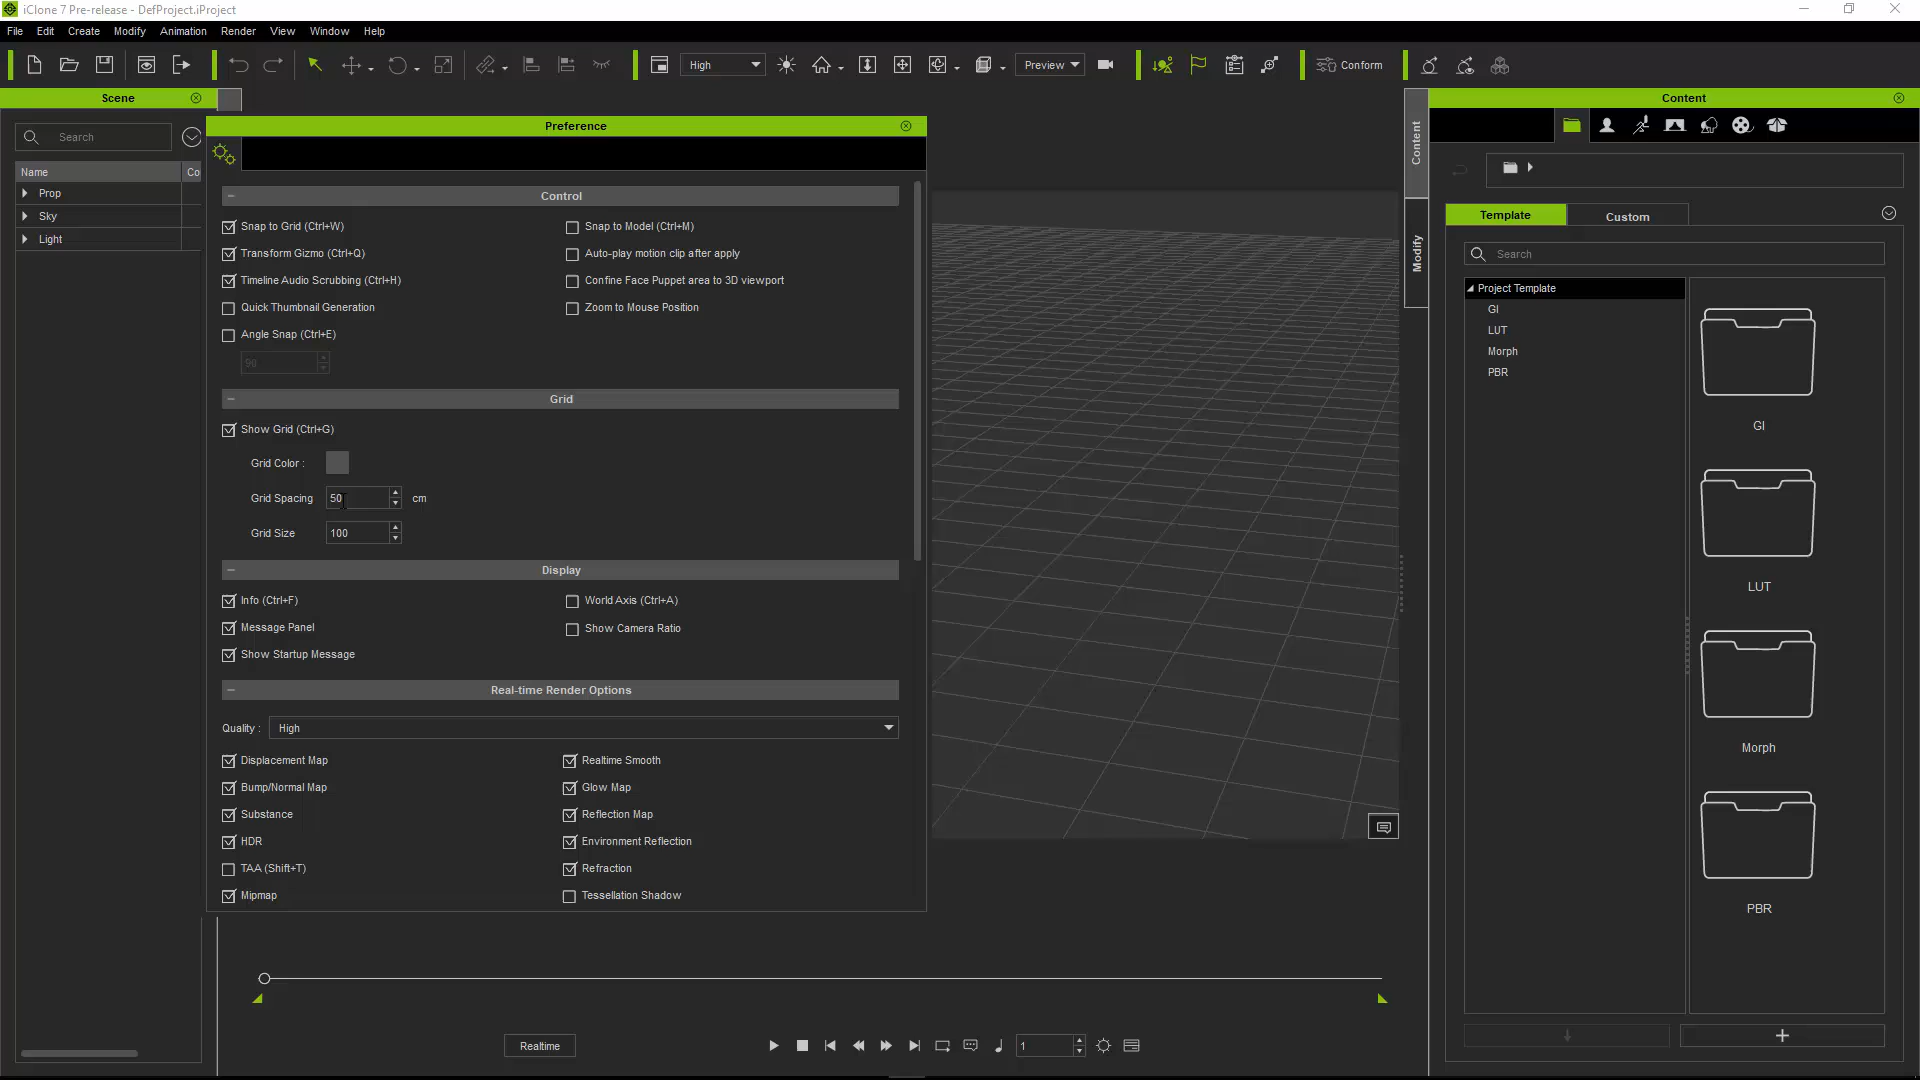 iClone 7 Pre-release - DefProject.iProject
File Edit Create Modify Animation Render View Window Help
High
Preview
Conform
Scene
Search
Name Co
Prop
Sky
Light
Preference
Control
Snap to Grid (Ctrl+W) Snap to Model (Ctrl+M)
Transform Gizmo (Ctrl+Q) Auto-play motion clip after apply
Timeline Audio Scrubbing (Ctrl+H) Confine Face Puppet area to 3D viewport
Quick Thumbnail Generation Zoom to Mouse Position
Angle Snap (Ctrl+E)
90
Grid
Show Grid (Ctrl+G)
Grid Color :
Grid Spacing 50 cm
Grid Size 100
Display
Info (Ctrl+F) World Axis (Ctrl+A)
Message Panel Show Camera Ratio
Show Startup Message
Real-time Render Options
Quality : High
Displacement Map Realtime Smooth
Bump/Normal Map Glow Map
Substance Reflection Map
HDR Environment Reflection
TAA (Shift+T) Refraction
Mipmap Tessellation Shadow
Content
Modify
Content
Template Custom
Search
Project Template
GI
LUT
Morph
PBR
GI
LUT
Morph
PBR
Realtime
1